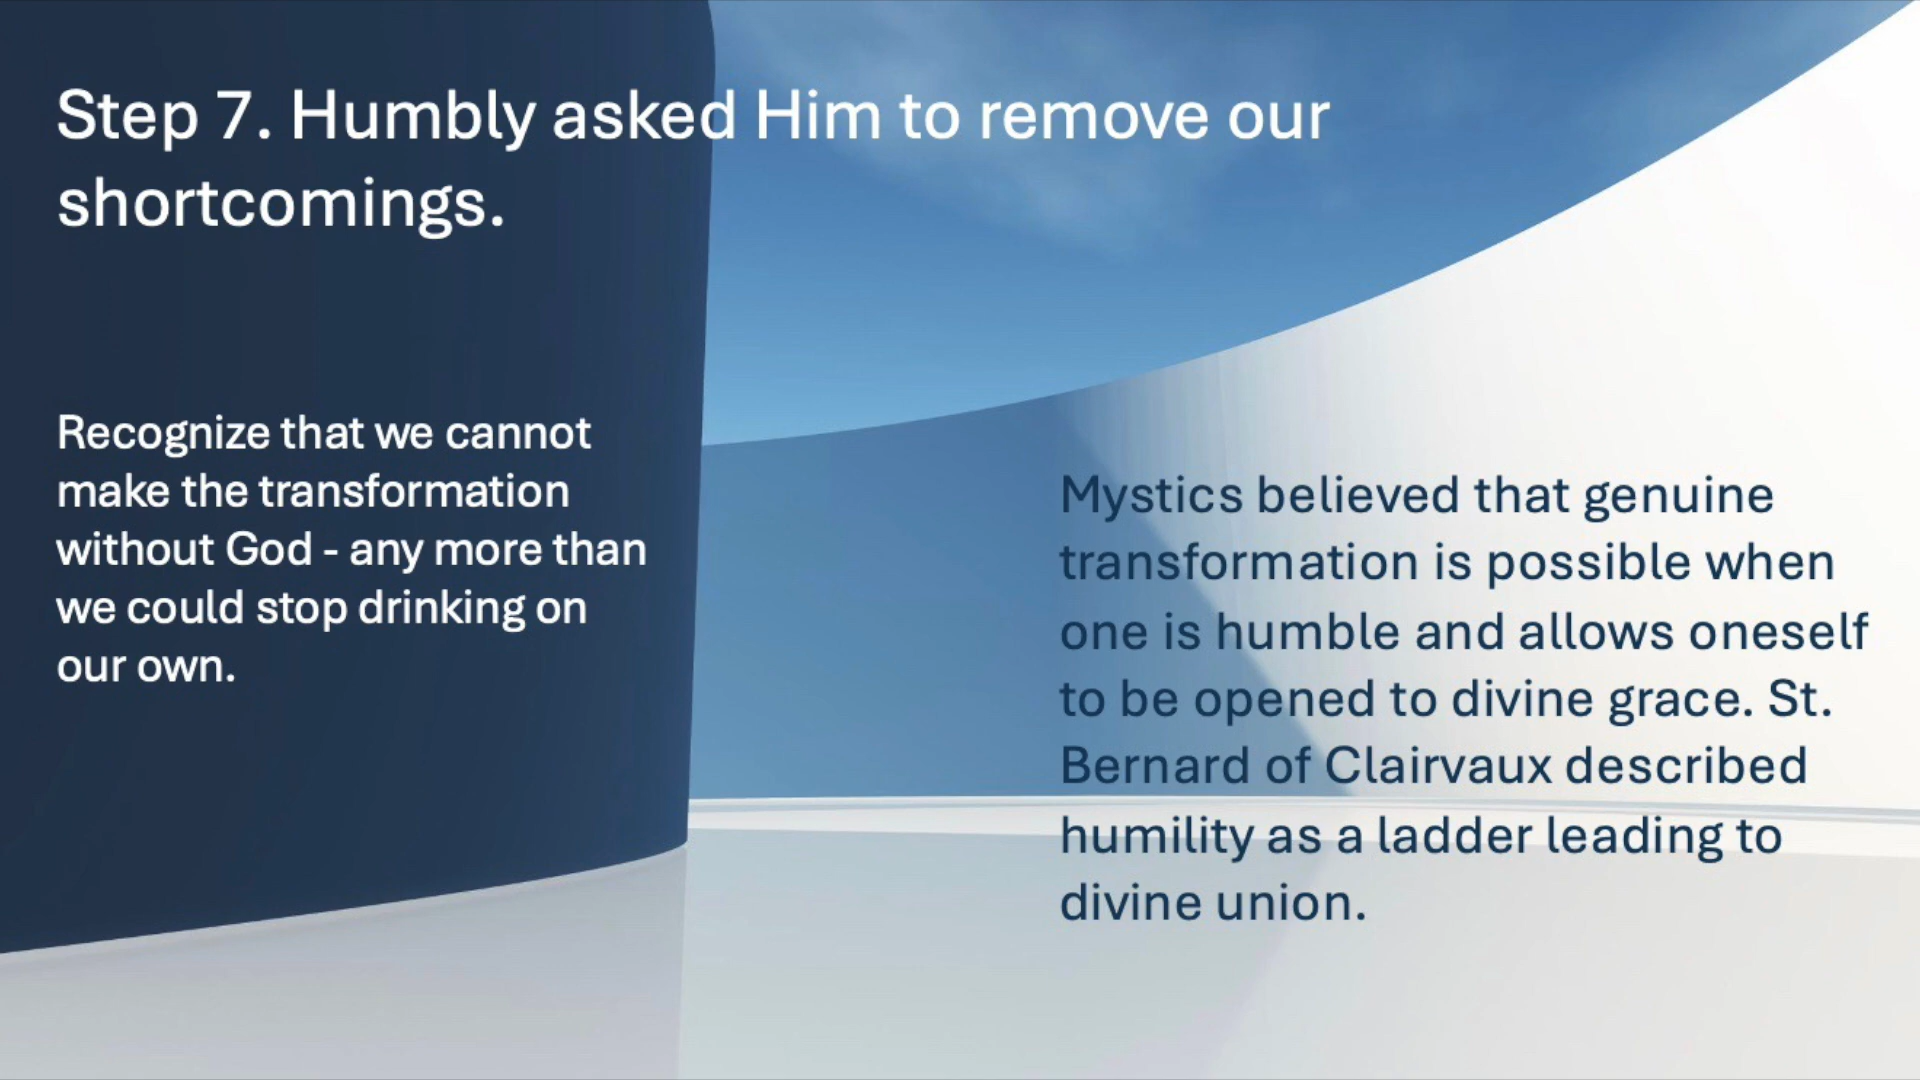 Step 7. Humbly asked Him to remove our
shortcomings.
Recognize that we cannot
make the transformation
without God - any more than
we could stop drinking on
our own.
Mystics believed that genuine
transformation is possible when
one is humble and allows oneself
to be opened to divine grace. St.
Bernard of Clairvaux described
humility as a ladder leading to
divine union.